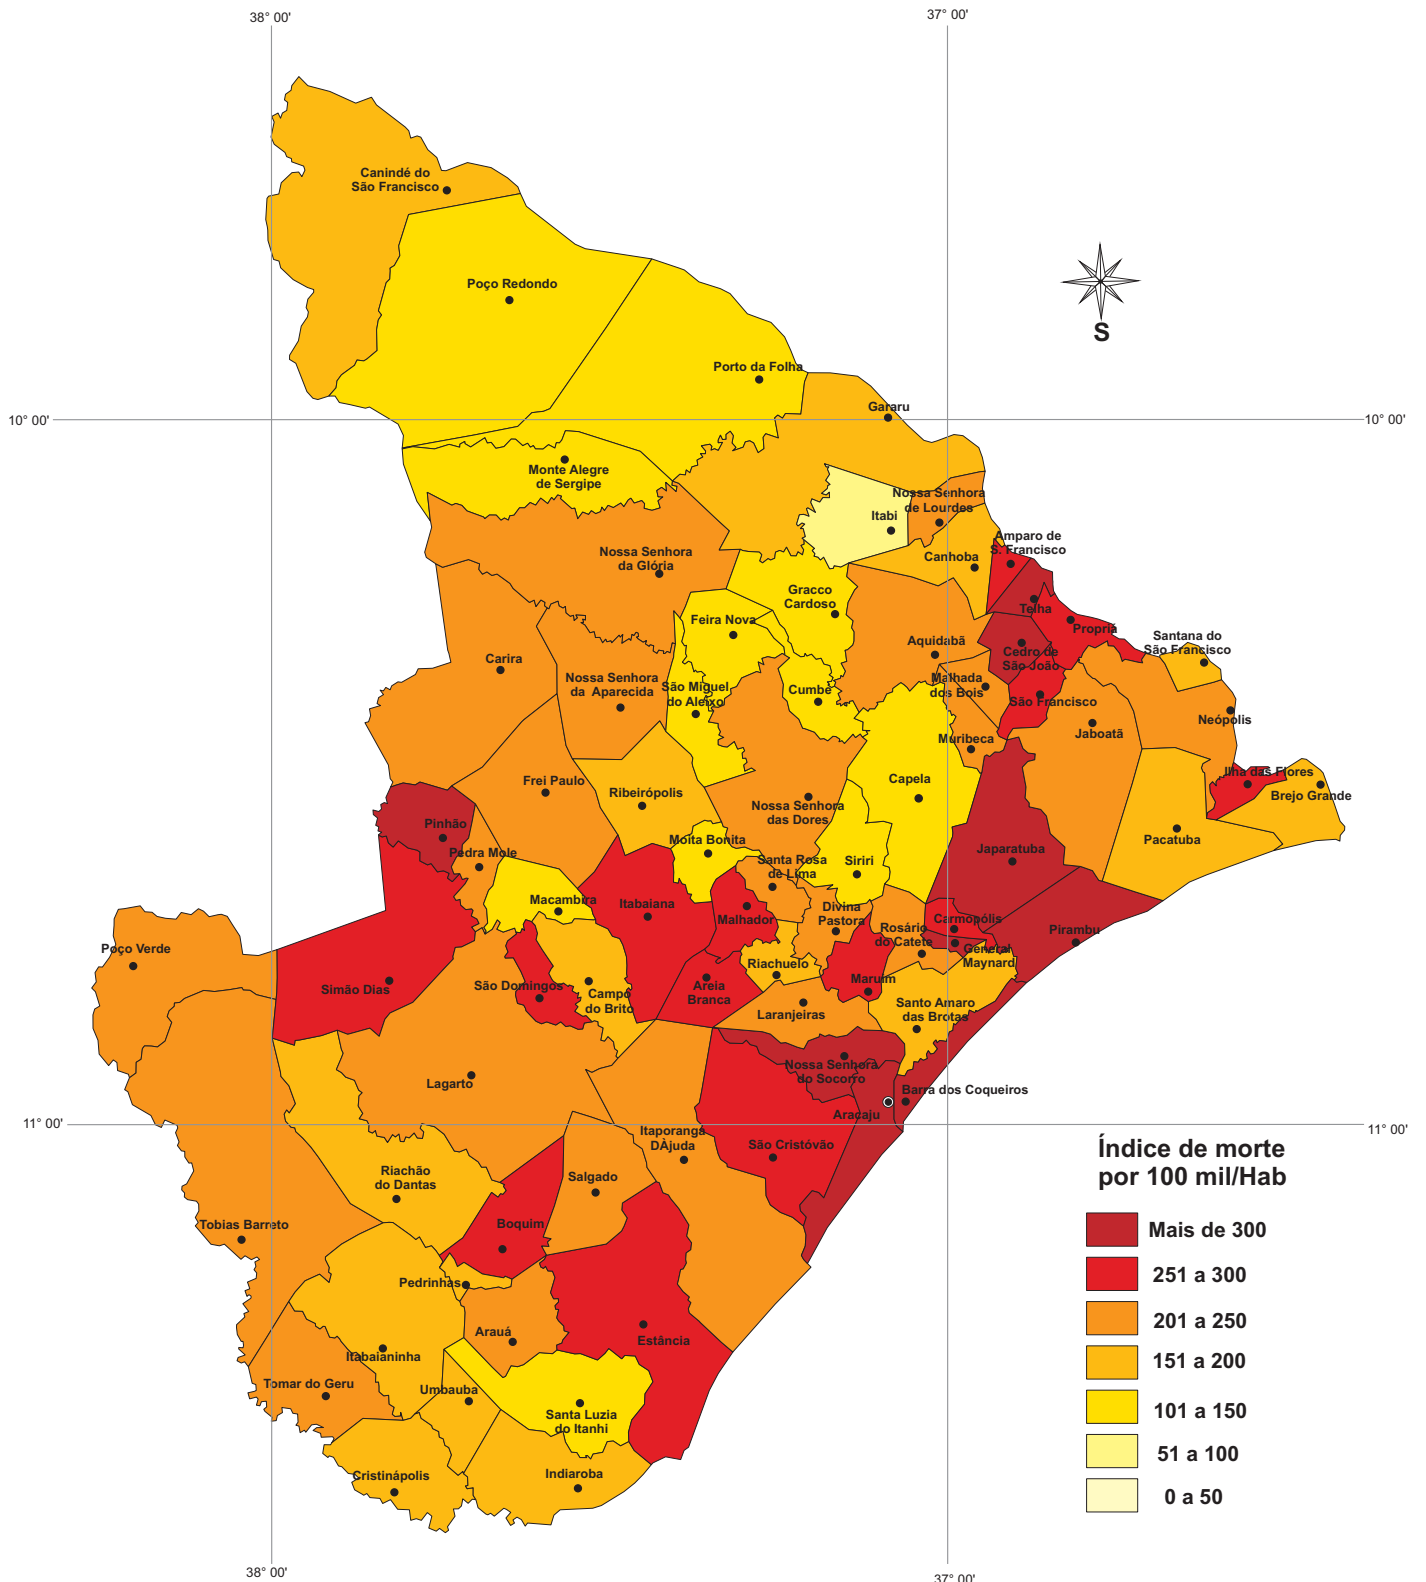 38° 00'
37° 00'
Canindé do
São Francisco
Poço Redondo
S
Porto da Folha
Gararu
10° 00'
10° 00'
Monte Alegre
de Sergipe
Nossa Senhora
de Lourdes
Itabi
Amparo de
S. Francisco
Nossa Senhora
da Glória
Canhoba
Gracco
Cardoso
Telha
Feira Nova
Propriá
Santana do
São Francisco
Aquidabã
Cedro de
São João
Carira
Nossa Senhora
da Aparecida
São Miguel
do Aleixo
Cumbe
Malhada
dos Bois
São Francisco
Neópolis
Jaboatã
Muribeca
Frei Paulo
Ribeirópolis
Capela
Ilha das Flores
Brejo Grande
Nossa Senhora
das Dores
Pinhão
Pedra Mole
Moita Bonita
Santa Rosa
de Lima
Siriri
Japaratuba
Pacatuba
Macambira
Itabaiana
Malhador
Divina
Pastora
Rosário
do Catete
Carmópolis
Pirambu
General
Maynard
Poço Verde
Simão Dias
São Domingos
Campo
do Brito
Areia
Branca
Riachuelo
Maruim
Laranjeiras
Santo Amaro
das Brotas
Nossa Senhora
do Socorro
Lagarto
Barra dos Coqueiros
Aracaju
11° 00'
11° 00'
Itaporanga
DÀjuda
São Cristóvão
Riachão
do Dantas
Salgado
Boquim
Tobias Barreto
Pedrinhas
Arauá
Estância
Itabaianinha
Tomar do Geru
Umbauba
Santa Luzia
do Itanhi
Cristinápolis
Indiaroba
Índice de morte
por 100 mil/Hab
Mais de 300
251 a 300
201 a 250
151 a 200
101 a 150
51 a 100
0 a 50
38° 00'
37° 00'